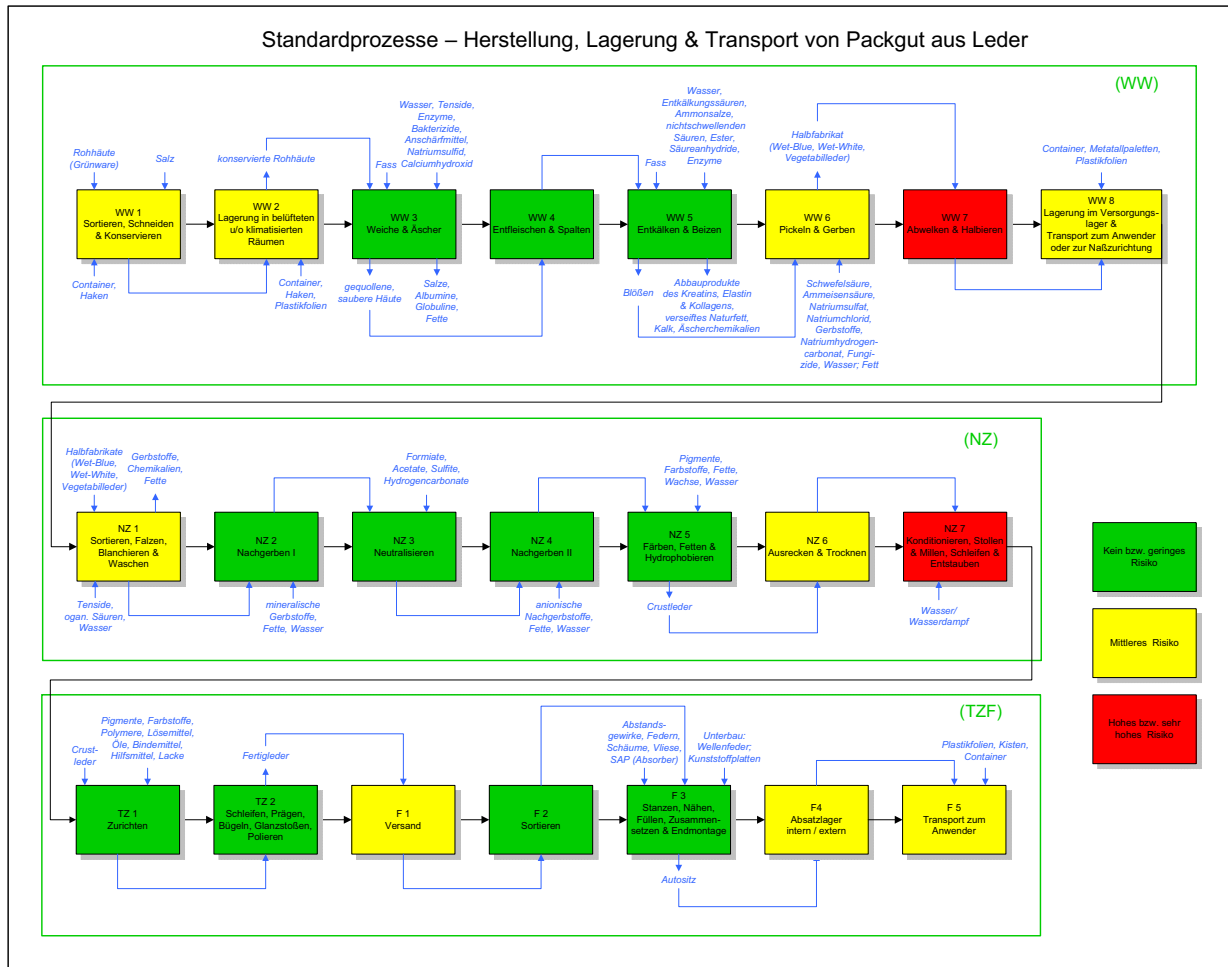 Standardprozesse – Herstellung, Lagerung & Transport von Packgut aus Leder
(WW)
Rohhäute
(Grünware)
Salz
konservierte Rohhäute
Fass
Wasser, Tenside,
Enzyme,
Bakterizide,
Anschärfmittel,
Natriumsulfid,
Calciumhydroxid
Fass
Wasser,
Entkälkungssäuren,
Ammonsalze,
nichtschwellenden
Säuren, Ester,
Säureanhydride,
Enzyme
Halbfabrikat
(Wet-Blue, Wet-White,
Vegetabilleder)
Container, Metatallpaletten,
Plastikfolien
WW 1
Sortieren, Schneiden
& Konservieren
WW 2
Lagerung in belüfteten
u/o klimatisierten
Räumen
WW 3
Weiche & Äscher
WW 4
Entfleischen & Spalten
WW 5
Entkälken & Beizen
WW 6
Pickeln & Gerben
WW 7
Abwelken & Halbieren
WW 8
Lagerung im Versorgungs-
lager &
Transport zum Anwender
oder zur Naßzurichtung
Container,
Haken
Container,
Haken,
Plastikfolien
gequollene,
saubere Häute
Salze,
Albumine,
Globuline,
Fette
Blößen
Abbauprodukte
des Kreatins, Elastin
& Kollagens,
verseiftes Naturfett,
Kalk, Äscherchemikalien
Schwefelsäure,
Ameisensäure,
Natriumsulfat,
Natriumchlorid,
Gerbstoffe,
Natriumhydrogen-
carbonat, Fungi-
zide, Wasser; Fett
(NZ)
Halbfabrikate
(Wet-Blue,
Wet-White,
Vegetabilleder)
Gerbstoffe,
Chemikalien,
Fette
Formiate,
Acetate, Sulfite,
Hydrogencarbonate
Pigmente,
Farbstoffe, Fette,
Wachse, Wasser
NZ 1
Sortieren, Falzen,
Blanchieren &
Waschen
NZ 2
Nachgerben I
NZ 3
Neutralisieren
NZ 4
Nachgerben II
NZ 5
Färben, Fetten &
Hydrophobieren
NZ 6
Ausrecken & Trocknen
NZ 7
Konditionieren, Stollen
& Millen, Schleifen &
Entstauben
Tenside,
ogan. Säuren,
Wasser
mineralische
Gerbstoffe,
Fette, Wasser
anionische
Nachgerbstoffe,
Fette, Wasser
Crustleder
Wasser/
Wasserdampf
Kein bzw. geringes
Risiko
Mittleres Risiko
Hohes bzw. sehr
hohes Risiko
(TZF)
Crust-
leder
Pigmente, Farbstoffe,
Polymere, Lösemittel,
Öle, Bindemittel,
Hilfsmittel, Lacke
Fertigleder
Abstands-
gewirke, Federn,
Schäume, Vliese,
SAP (Absorber)
Unterbau:
Wellenfeder;
Kunststoffplatten
Plastikfolien, Kisten,
Container
TZ 1
Zurichten
TZ 2
Schleifen, Prägen,
Bügeln, Glanzstoßen,
Polieren
F 1
Versand
F 2
Sortieren
F 3
Stanzen, Nähen,
Füllen, Zusammen-
setzen & Endmontage
F4
Absatzlager
intern / extern
F 5
Transport zum
Anwender
Autositz